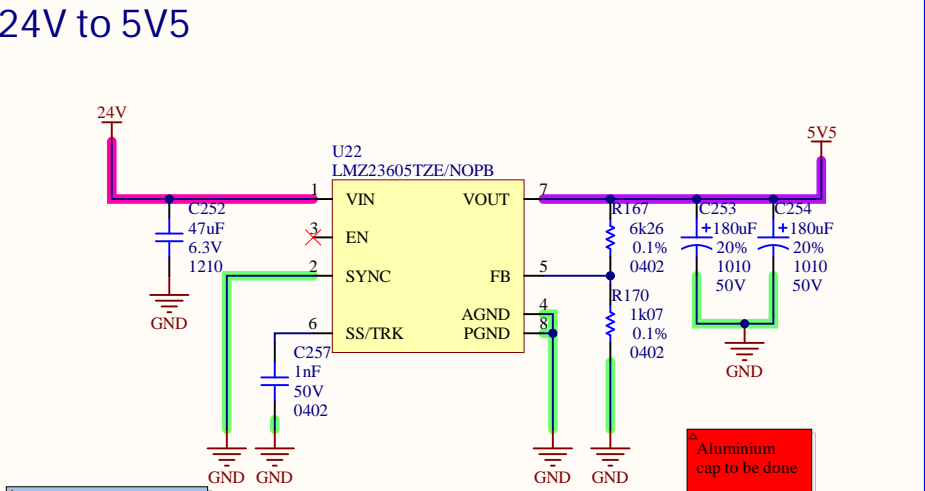 24V to 5V5
24V
5V5
U22
LMZ23605TZE/NOPB
1
VIN
VOUT
7
C252
47uF
6.3V
1210
GND
3
EN
2
SYNC
FB
5
6
SS/TRK
AGND
4
PGND
8
R167
6k26
0.1%
0402
R170
1k07
0.1%
0402
C253
+180uF
20%
1010
50V
C254
+180uF
20%
1010
50V
GND
C257
1nF
50V
0402
GND
GND
GND
GND
Aluminium
cap to be done